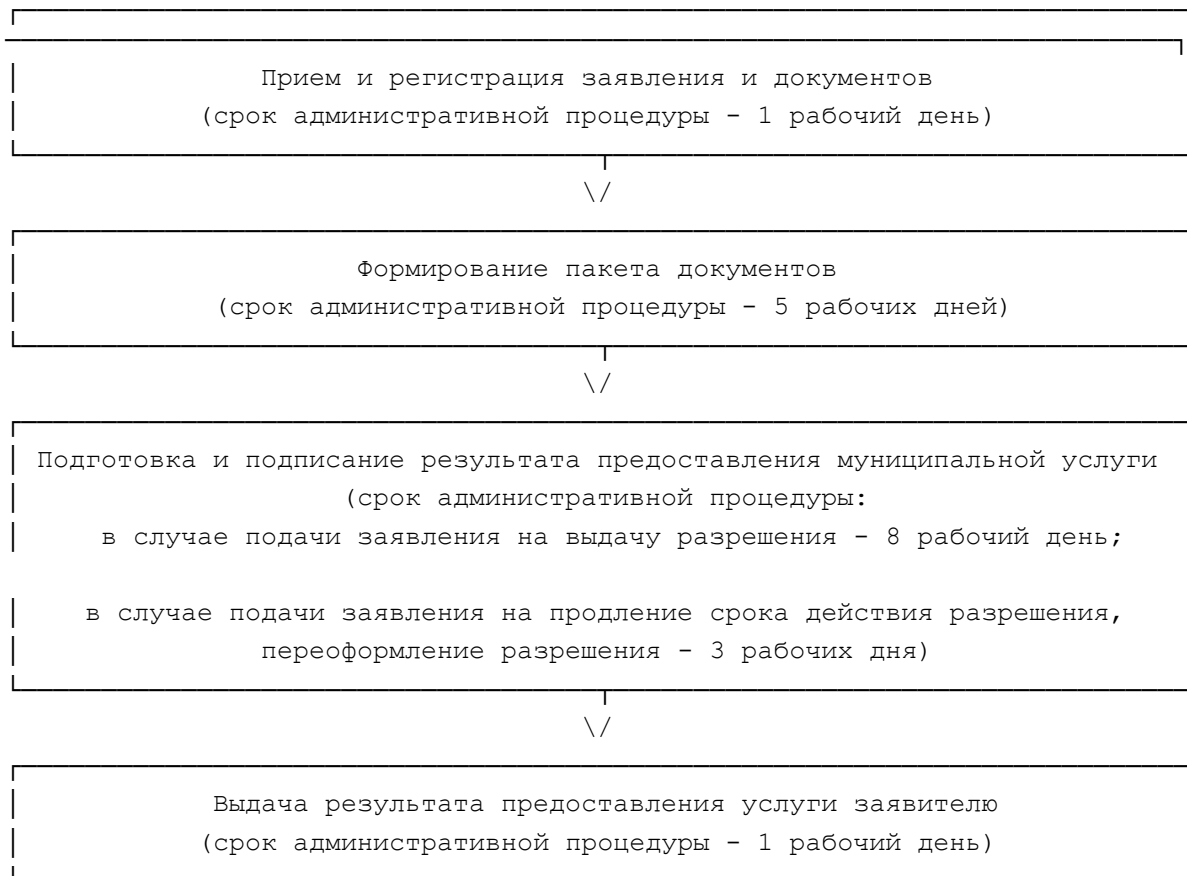 Прием и регистрация заявления и документов
(срок административной процедуры - 1 рабочий день)
\/
Формирование пакета документов
(срок административной процедуры - 5 рабочих дней)
\/
Подготовка и подписание результата предоставления муниципальной услуги
(срок административной процедуры:
в случае подачи заявления на выдачу разрешения - 8 рабочий день;
в случае подачи заявления на продление срока действия разрешения,
переоформление разрешения - 3 рабочих дня)
\/
Выдача результата предоставления услуги заявителю
(срок административной процедуры - 1 рабочий день)